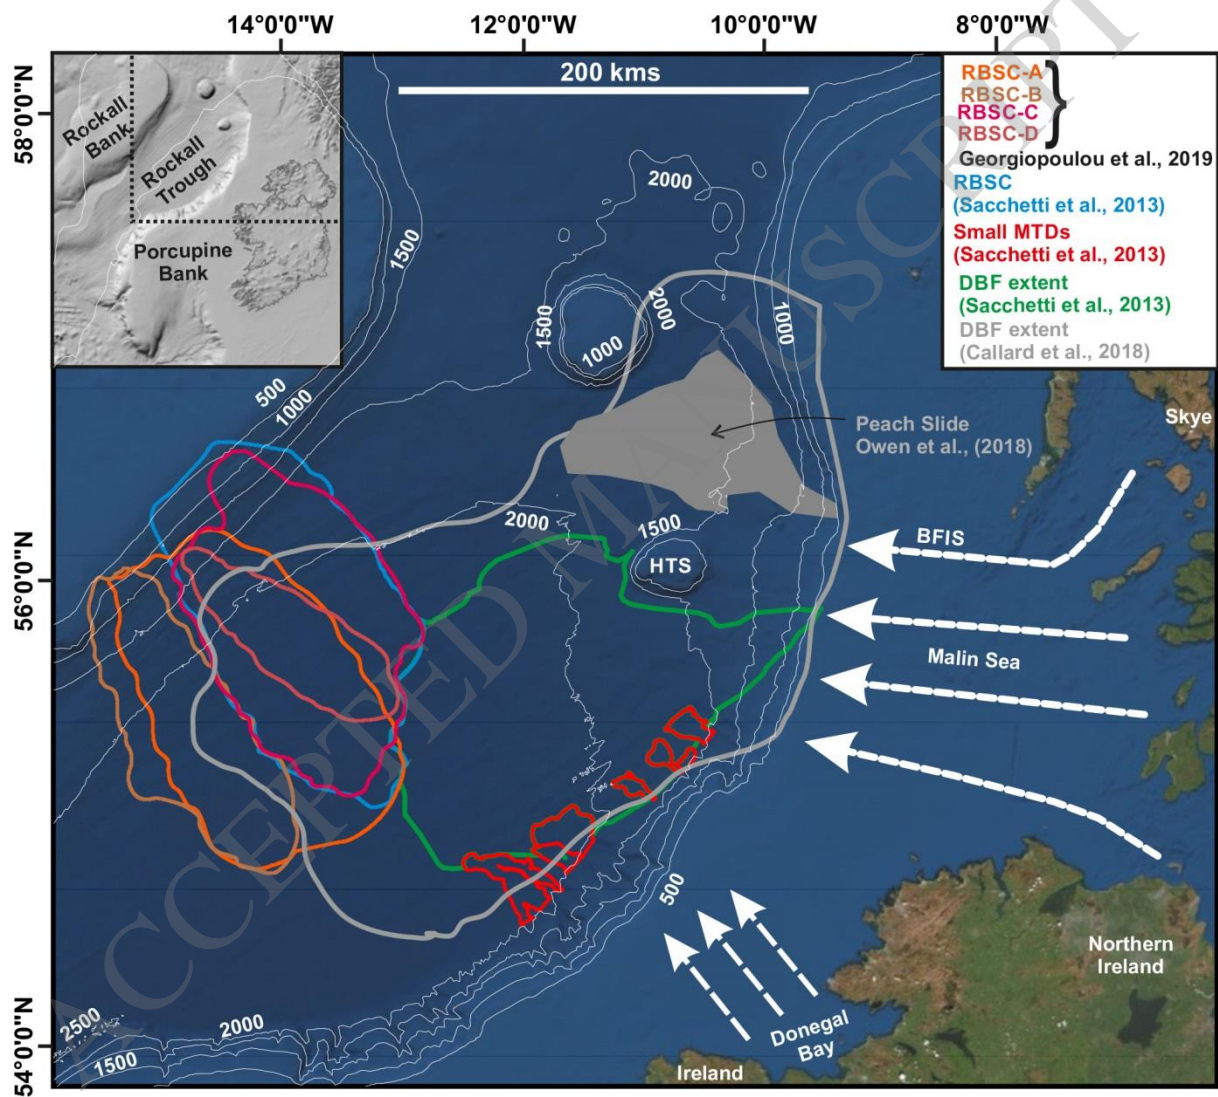 14°0'0"W
12°0'0"W
10°0'0"W
8°0'0"W
58°0'0"N
56°0'0"N
54°0'0"N
200 kms
Rockall
Bank
Rockall
Trough
Porcupine
Bank
RBSC-A
RBSC-B
RBSC-C
RBSC-D
Georgiopoulou et al., 2019
RBSC
(Sacchetti et al., 2013)
Small MTDs
(Sacchetti et al., 2013)
DBF extent
(Sacchetti et al., 2013)
DBF extent
(Callard et al., 2018)
2000
1500
1500
2000
1000
1000
500
1000
Skye
Peach Slide
Owen et al., (2018)
2000
1500
HTS
BFIS
Malin Sea
500
Northern
Ireland
Donegal
Bay
Ireland
2500
2000
1500
ACCEPTED MANUSCRIPT